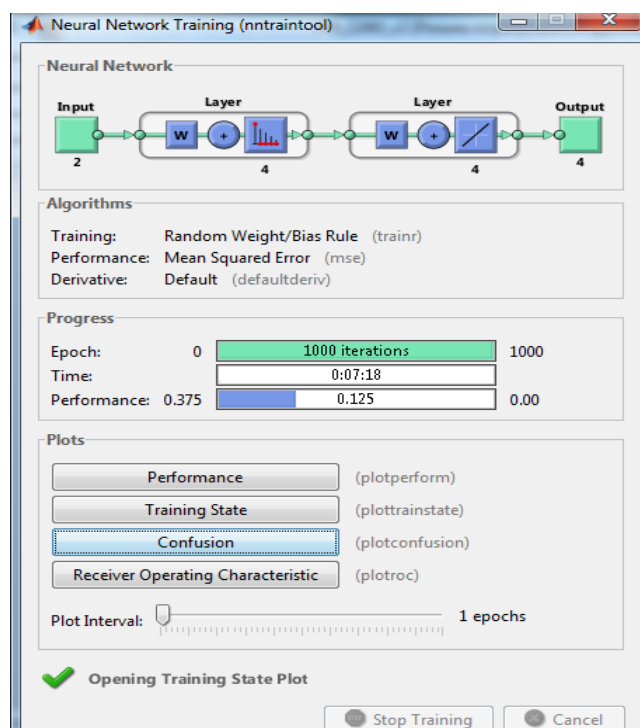 Neural Network Training (nntraintool)
Neural Network
Input Layer Layer Output
W + W +
2 4 4 4
Algorithms
Training: Random Weight/Bias Rule (trainr)
Performance: Mean Squared Error (mse)
Derivative: Default (defaultderiv)
Progress
Epoch: 0 1000 iterations 1000
Time: 0:07:18
Performance: 0.375 0.125 0.00
Plots
Performance (plotperform)
Training State (plottrainstate)
Confusion (plotconfusion)
Receiver Operating Characteristic (plotroc)
Plot Interval: 1 epochs
Opening Training State Plot
Stop Training Cancel